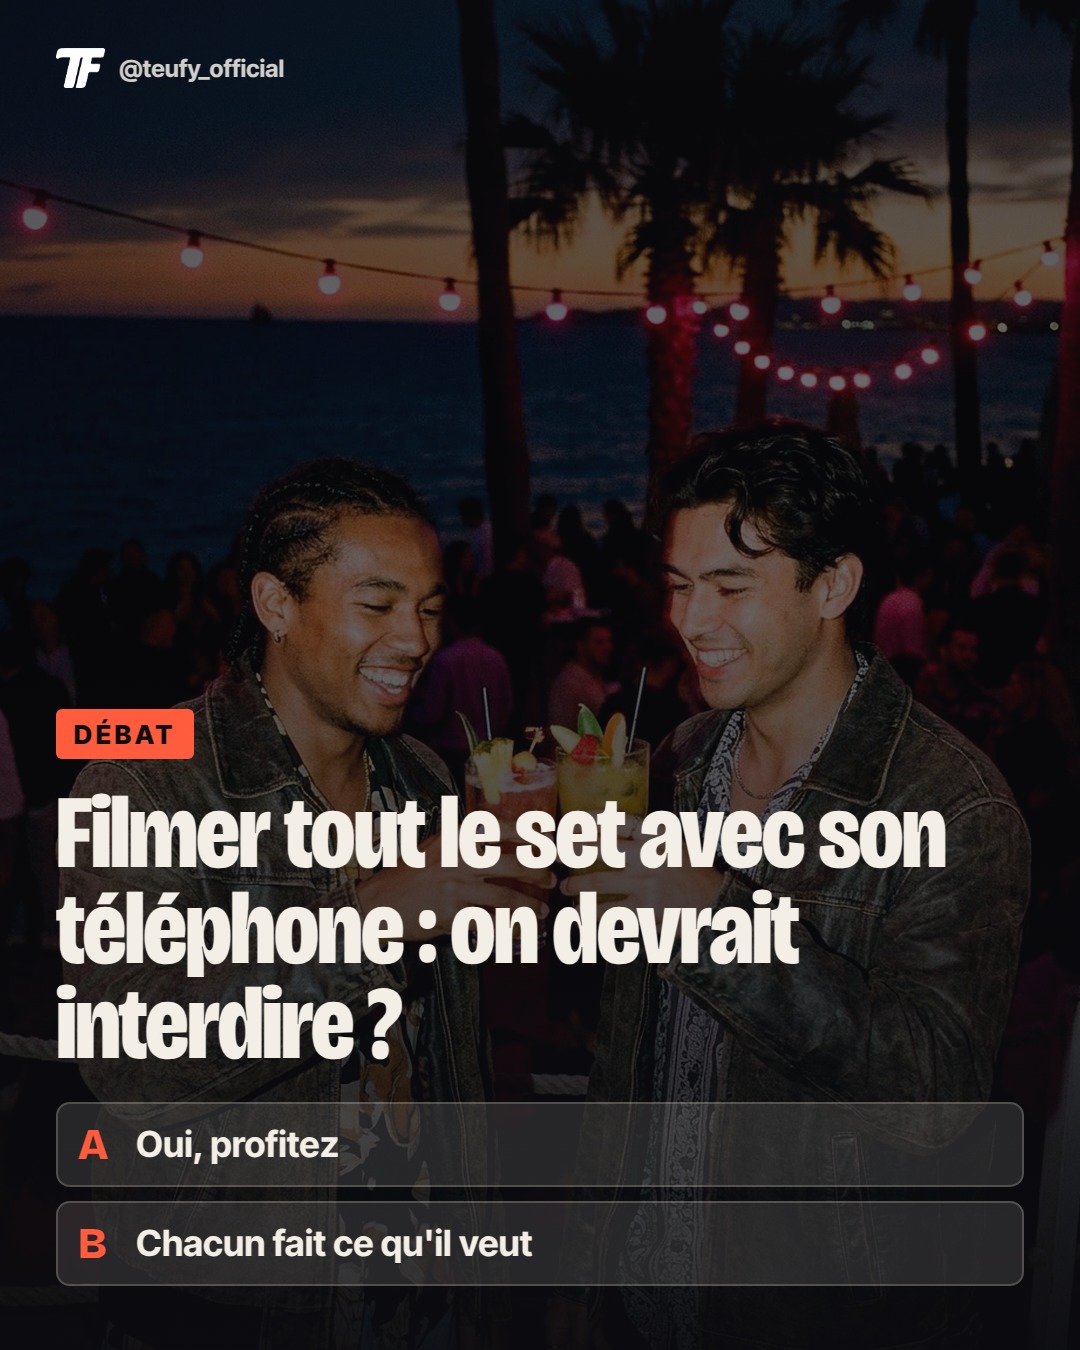 TF @teufy_official
DÉBAT
Filmer tout le set avec son
téléphone : on devrait
interdire ?
A Oui, profitez
B Chacun fait ce qu'il veut